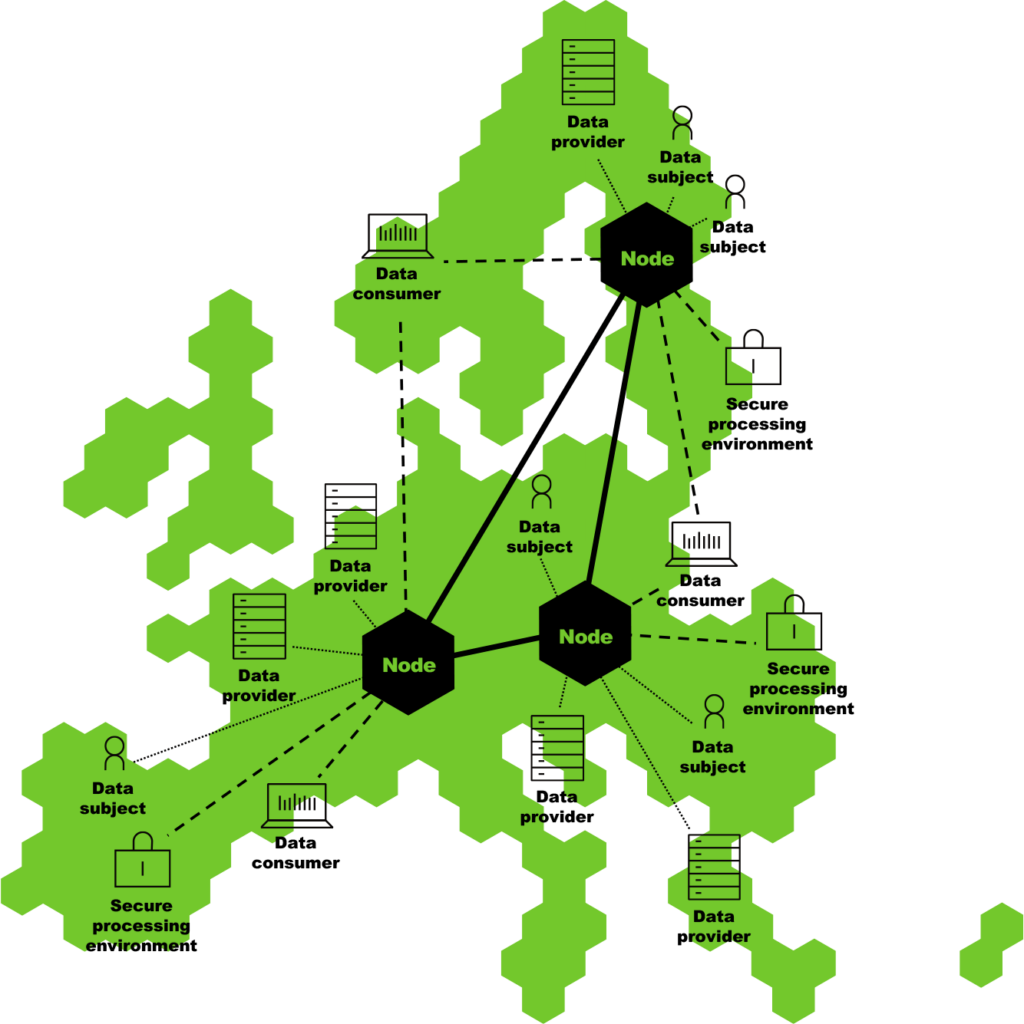 Data
provider
Data
subject
Data
subject
Node
Data
consumer
Secure
processing
environment
Data
subject
Data
provider
Data
consumer
Node
Node
Data
provider
Secure
processing
environment
Data
subject
Data
subject
Data
provider
Data
consumer
Secure
processing
environment
Data
provider